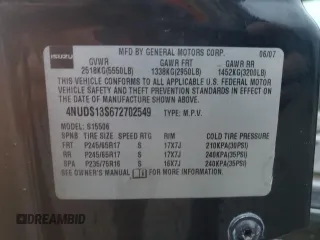 ISUZU
MFD BY GENERAL MOTORS CORP. 06/07
GVWR GAWR FRT GAWR RR
2518KG(5550LB) 1338KG(2950LB) 1452KG(3200LB)
THIS VEHICLE CONFORMS TO ALL APPLICABLE U.S. FEDERAL MOTOR
VEHICLE SAFETY AND THEFT PREVENTION STANDARDS IN EFFECT
ON THE DATE OF MANUFACTURE SHOWN ABOVE.
4NUDS13S672702549 TYPE: M.P.V.
MODEL: S15506
SPNS TIRE SIZE SPEED RTG RIM COLD TIRE PRESSURE
FRT P245/65R17 S 17X7J 210KPA(35PSI)
RR P245/65R17 S 17X7J 240KPA(35PSI)
SPA P235/75R16 S 16X7J 240KPA(35PSI)
SEE OWNER'S MANUAL FOR MORE INFORMATION.
DREAMBID